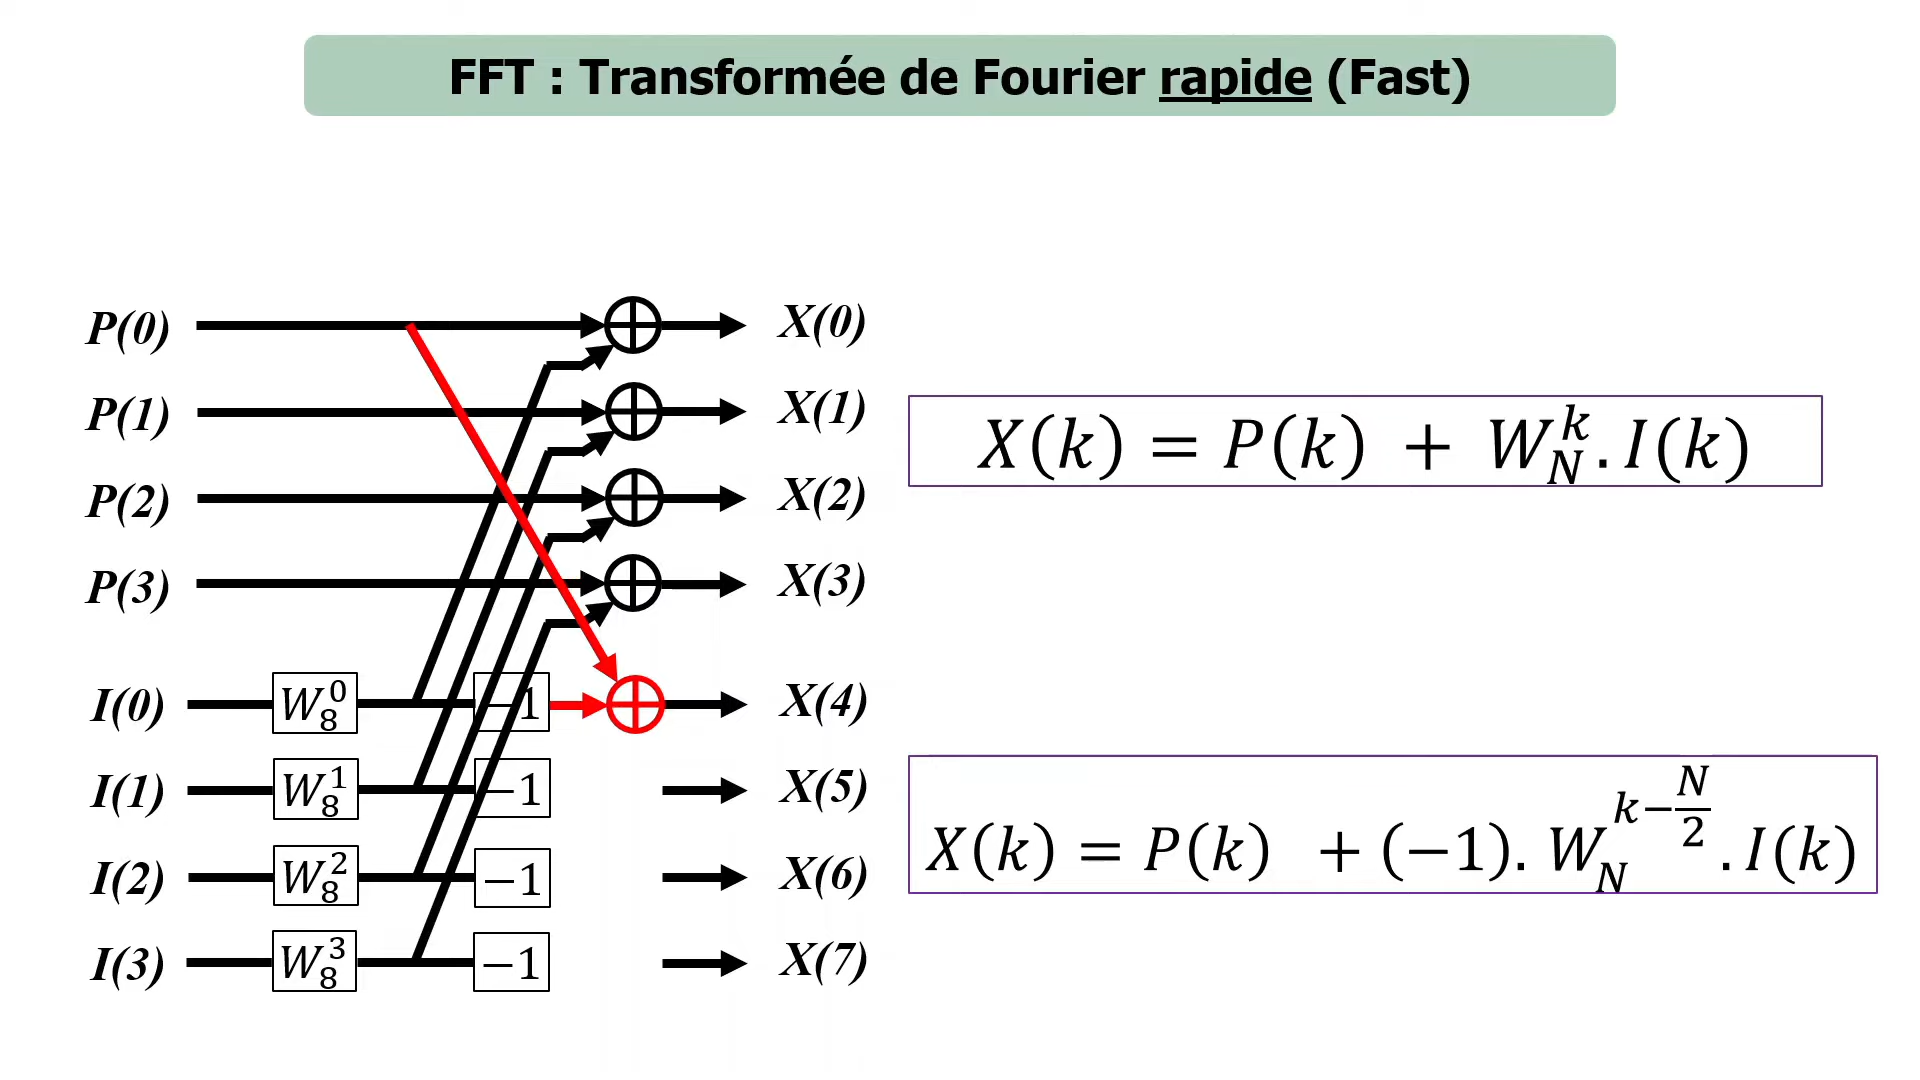 FFT : Transformée de Fourier rapide (Fast)
P(0) X(0)
P(1) X(1)
P(2) X(2)
P(3) X(3)
I(0) W_8^0 −1 X(4)
I(1) W_8^1 −1 X(5)
I(2) W_8^2 −1 X(6)
I(3) W_8^3 −1 X(7)
X(k) = P(k) + W_N^k . I(k)
X(k) = P(k) + (−1). W_N^{k−\frac{N}{2}} . I(k)